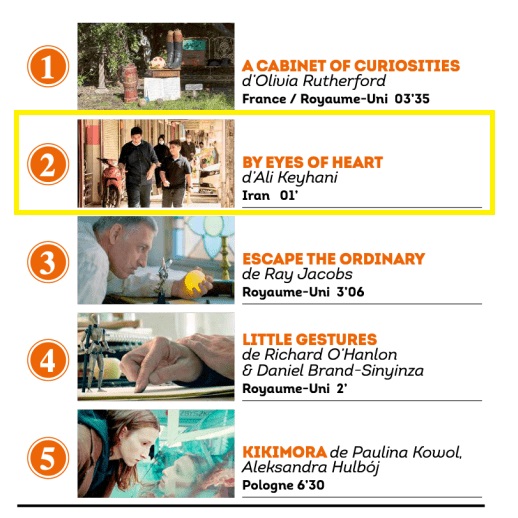 1
A CABINET OF CURIOSITIES
d'Olivia Rutherford
France / Royaume-Uni 03'35
2
BY EYES OF HEART
d'Ali Keyhani
Iran 01'
3
ESCAPE THE ORDINARY
de Ray Jacobs
Royaume-Uni 3'06
4
LITTLE GESTURES
de Richard O'Hanlon
& Daniel Brand-Sinyinza
Royaume-Uni 2'
5
KIKIMORA de Paulina Kowol,
Aleksandra Hulbój
Pologne 6'30